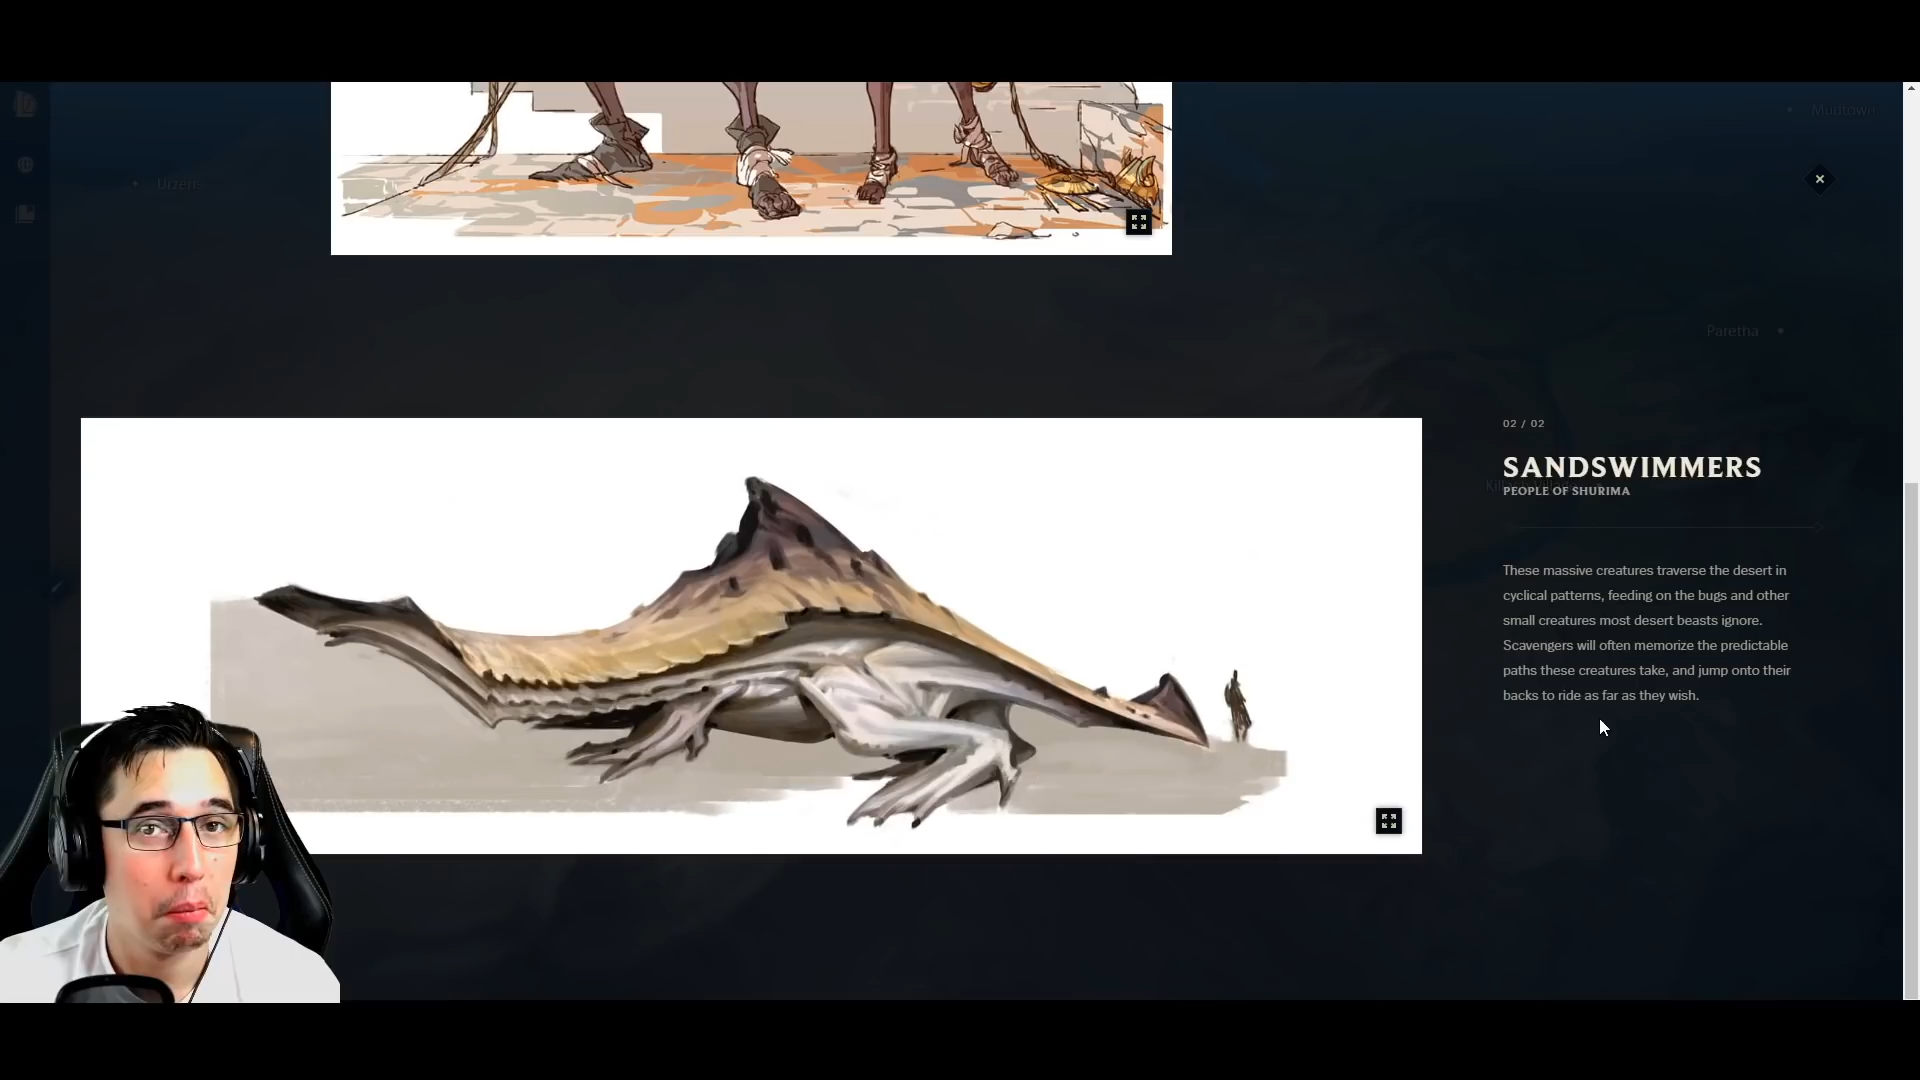 Mudtown
Urzeris
Paretha
02 / 02
SANDSWIMMERS
PEOPLE OF SHURIMA
These massive creatures traverse the desert in
cyclical patterns, feeding on the bugs and other
small creatures most desert beasts ignore.
Scavengers will often memorize the predictable
paths these creatures take, and jump onto their
backs to ride as far as they wish.